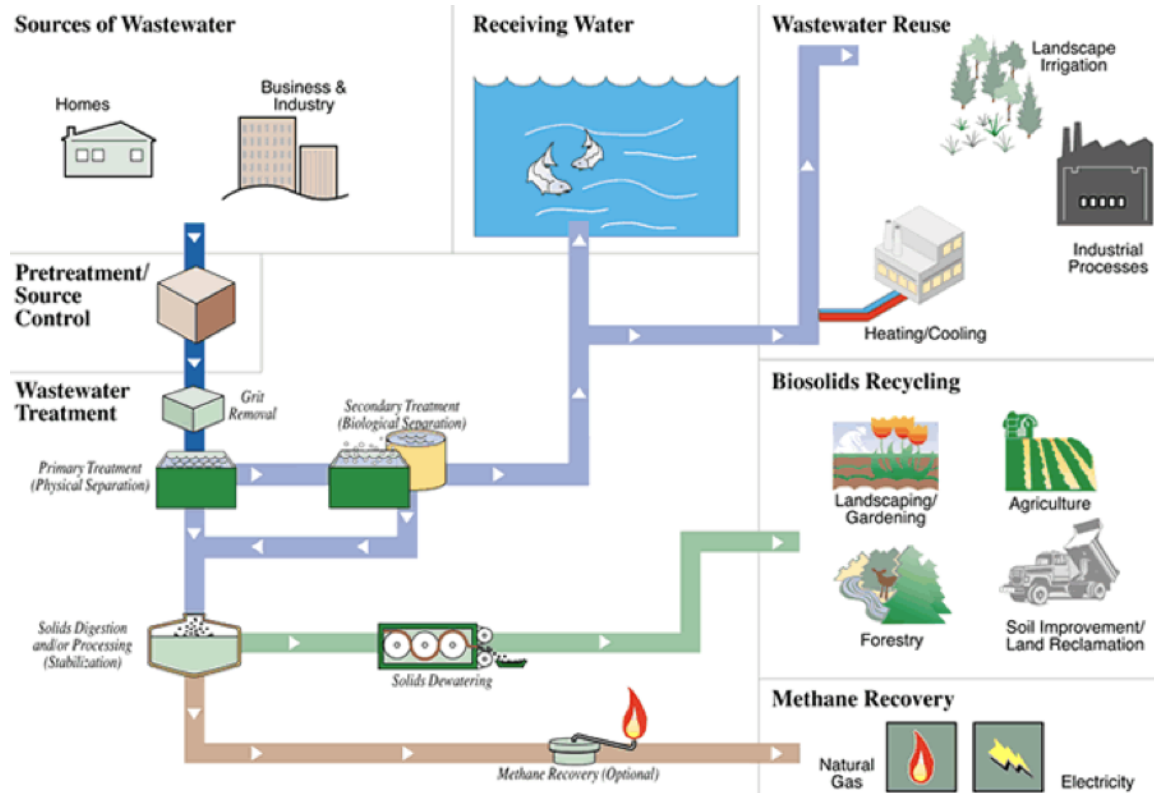 Sources of Wastewater
Homes
Business &
Industry
Receiving Water
Wastewater Reuse
Landscape
Irrigation
Industrial
Processes
Heating/Cooling
Pretreatment/
Source
Control
Wastewater
Treatment
Grit
Removal
Primary Treatment
(Physical Separation)
Secondary Treatment
(Biological Separation)
Solids Digestion
and/or Processing
(Stabilization)
Solids Dewatering
Methane Recovery (Optional)
Biosolids Recycling
Landscaping/
Gardening
Agriculture
Forestry
Soil Improvement/
Land Reclamation
Methane Recovery
Natural
Gas
Electricity